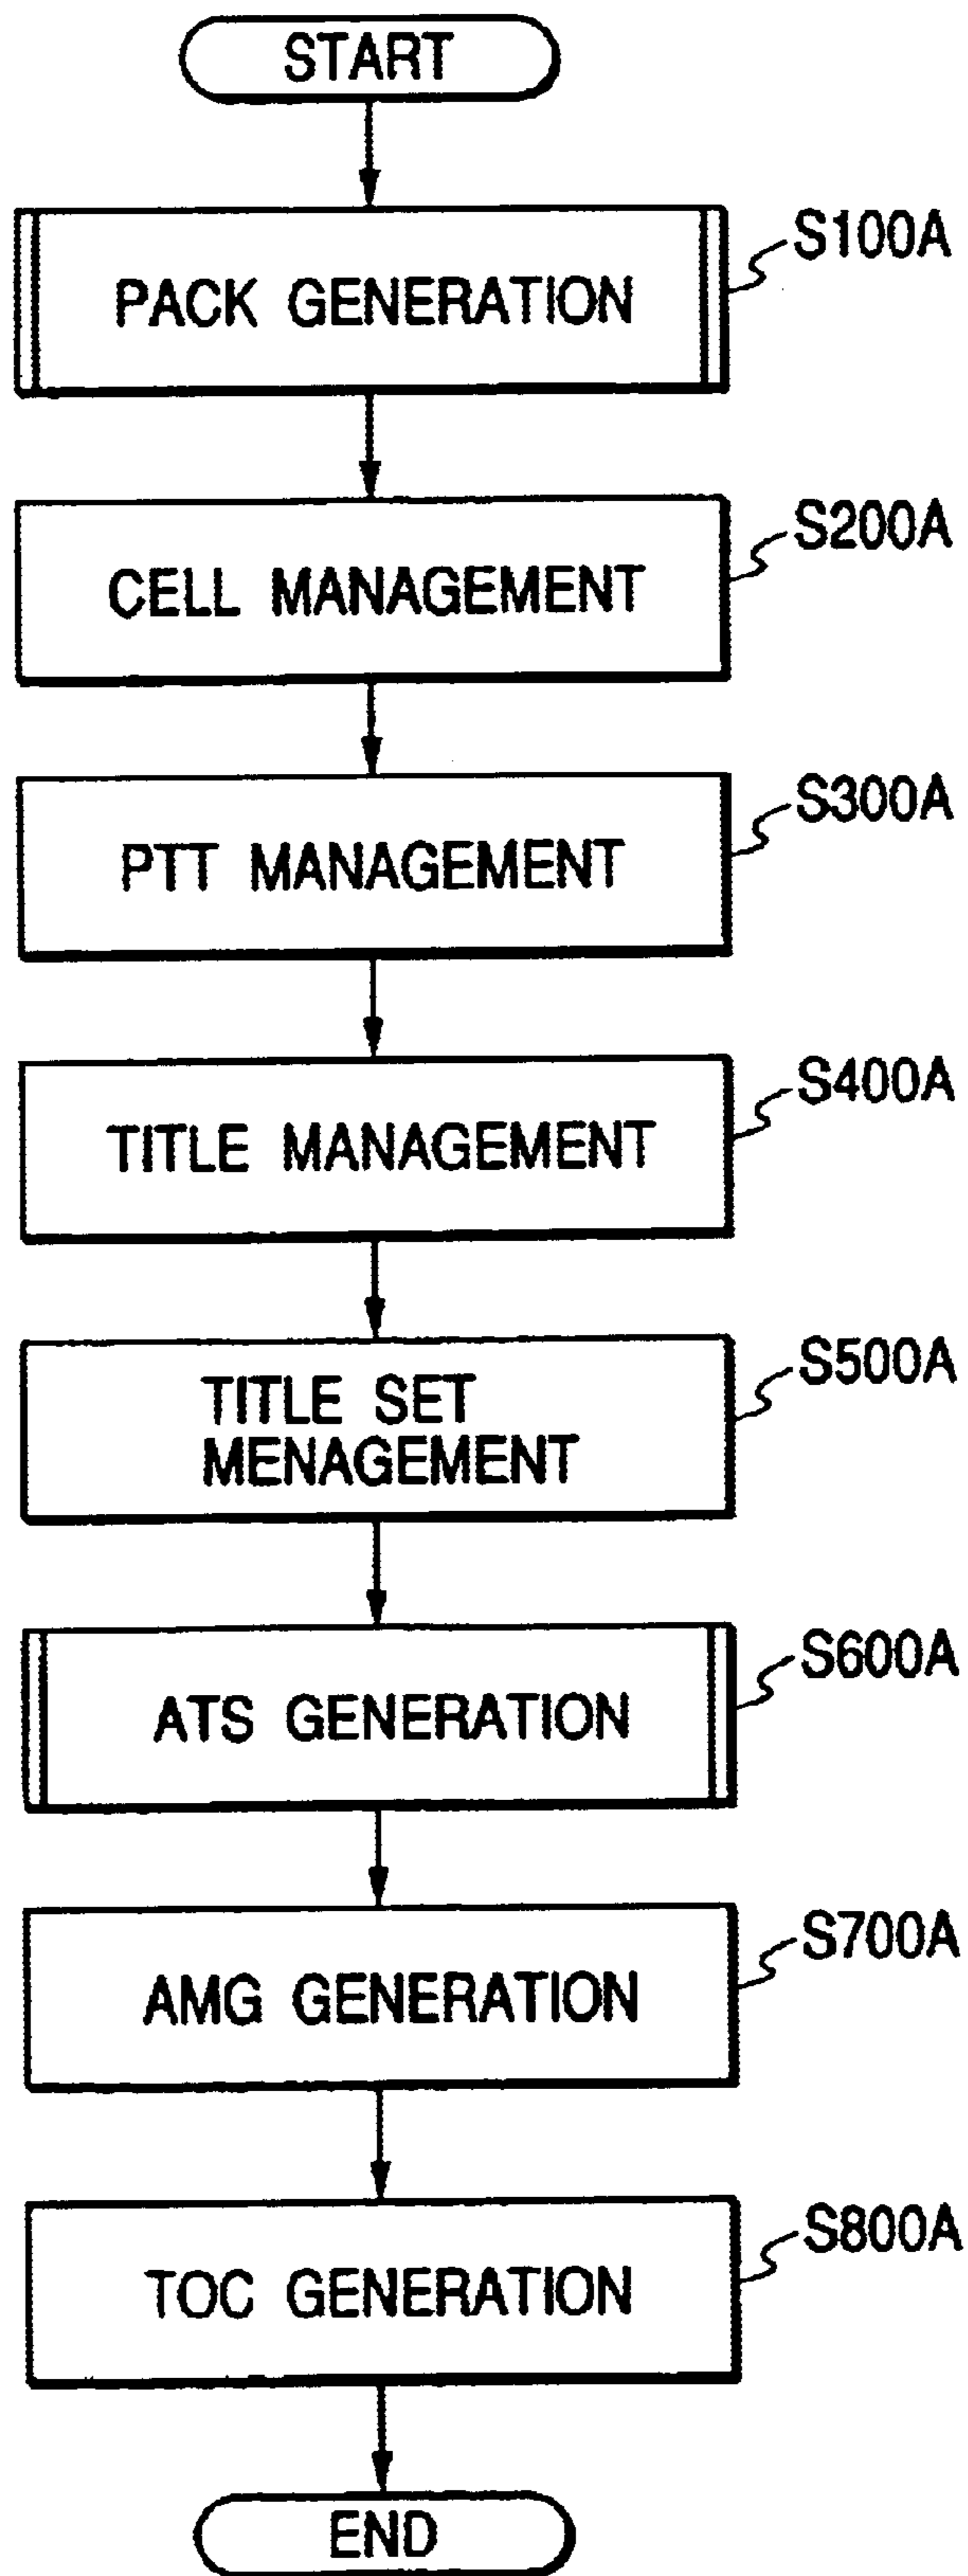 START
PACK GENERATION
S100A
CELL MANAGEMENT
S200A
PTT MANAGEMENT
S300A
TITLE MANAGEMENT
S400A
TITLE SET
MENAGEMENT
S500A
ATS GENERATION
S600A
AMG GENERATION
S700A
TOC GENERATION
S800A
END